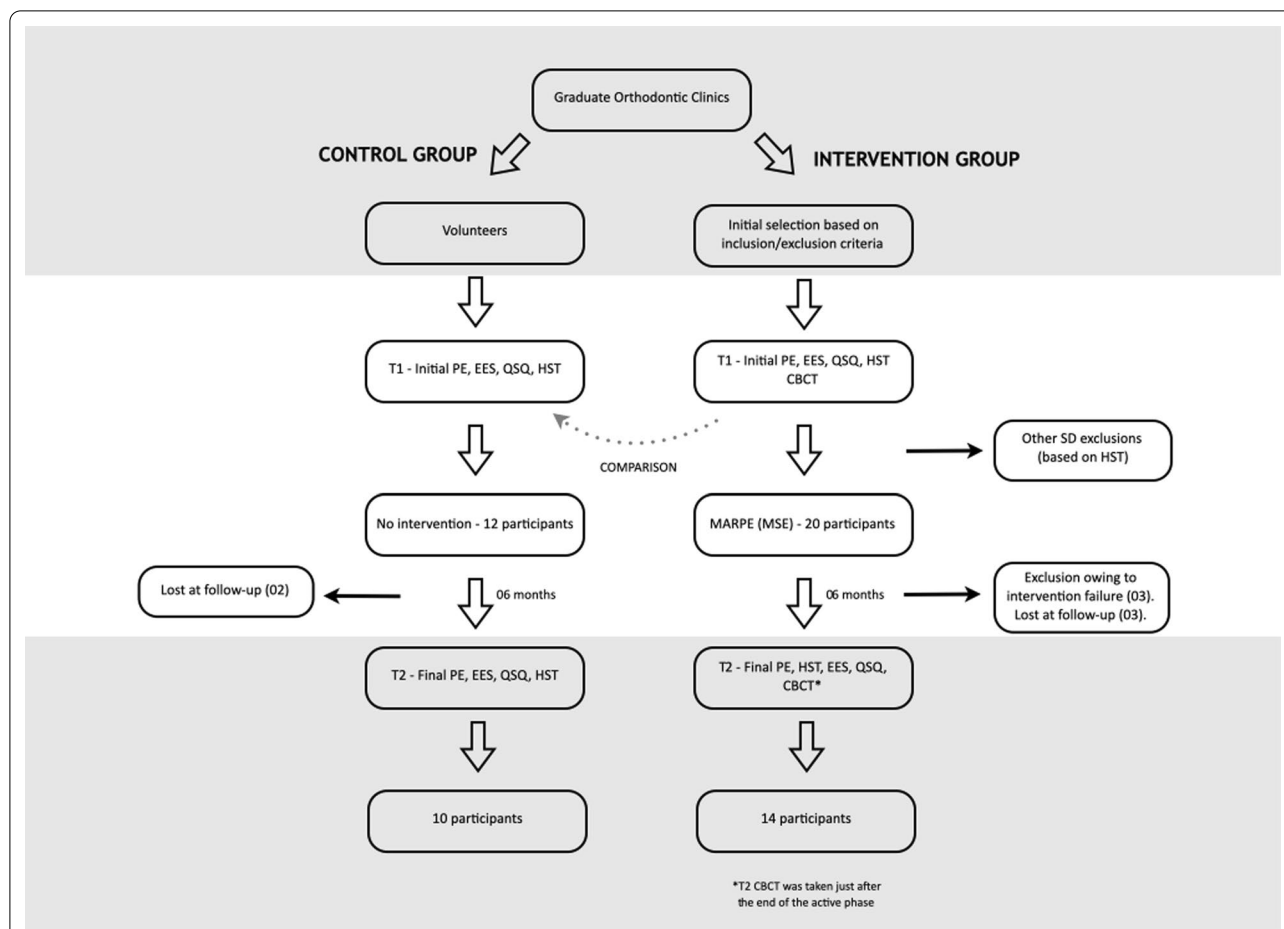 Graduate Orthodontic Clinics
CONTROL GROUP
INTERVENTION GROUP
Volunteers
Initial selection based on
inclusion/exclusion criteria
T1 - Initial PE, EES, QSQ, HST
T1 - Initial PE, EES, QSQ, HST
CBCT
COMPARISON
Other SD exclusions
(based on HST)
No intervention - 12 participants
MARPE (MSE) - 20 participants
Lost at follow-up (02)
06 months
06 months
Exclusion owing to
intervention failure (03).
Lost at follow-up (03).
T2 - Final PE, EES, QSQ, HST
T2 - Final PE, HST, EES, QSQ,
CBCT*
10 participants
14 participants
*T2 CBCT was taken just after
the end of the active phase